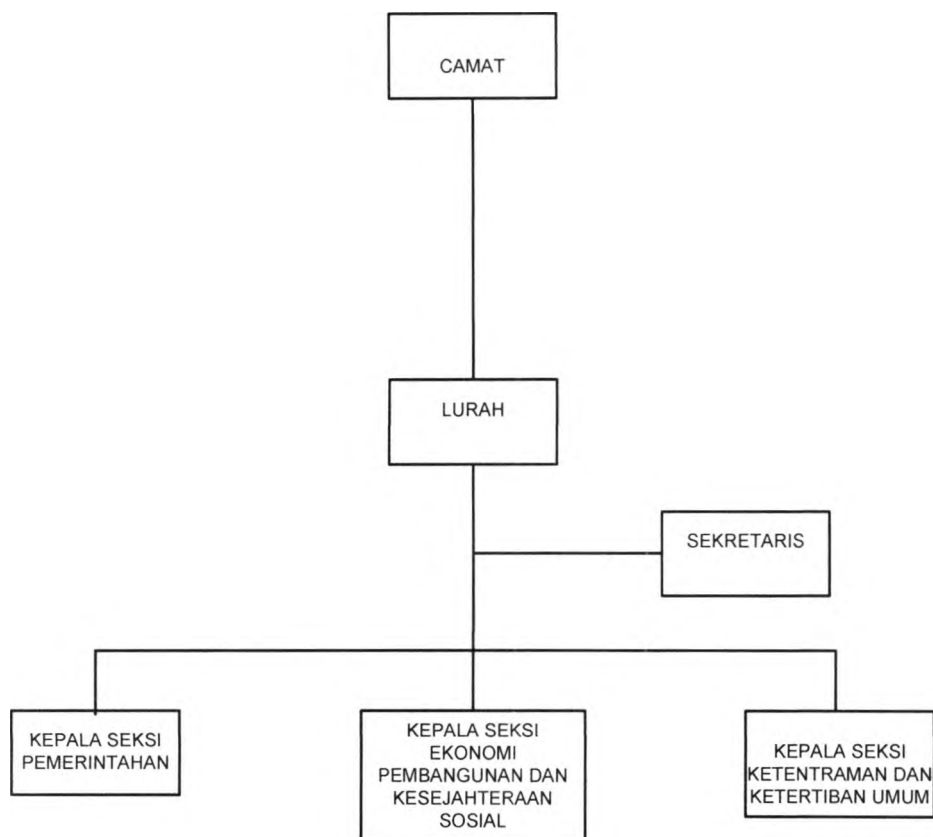 CAMAT
LURAH
SEKRETARIS
KEPALA SEKSI
PEMERINTAHAN
KEPALA SEKSI
EKONOMI
PEMBANGUNAN DAN
KESEJAHTERAAN
SOSIAL
KEPALA SEKSI
KETENTRAMAN DAN
KETERTIBAN UMUM